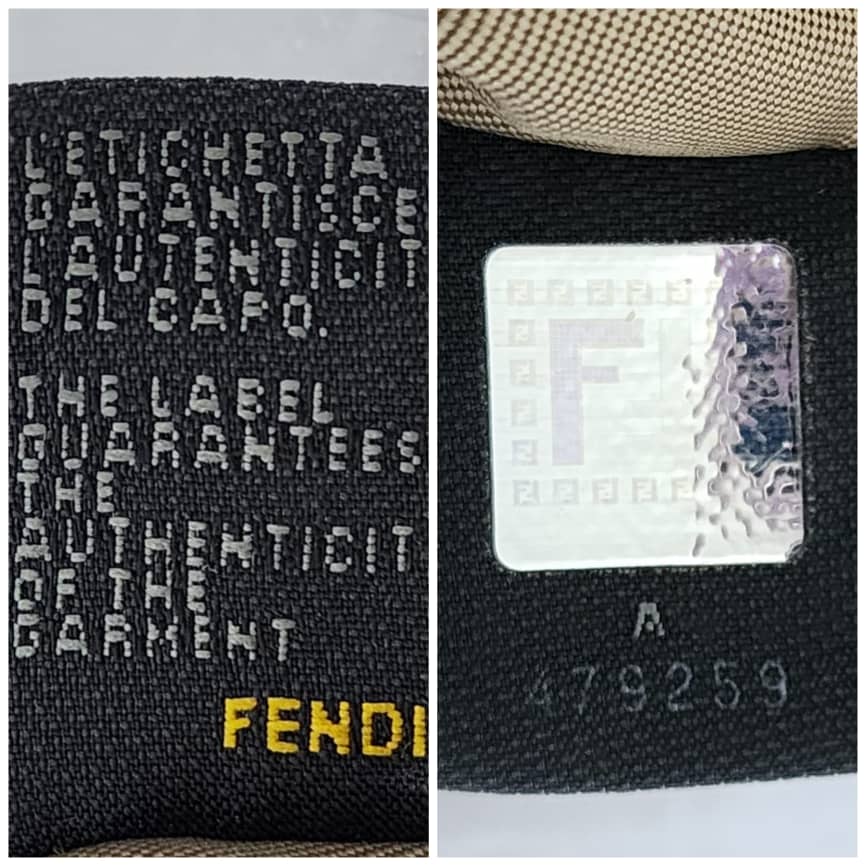 L'ETICHETTA
GARANTISCE
L'AUTENTICIT
DEL CAPO.
THE LABEL
GUARANTEES
THE
AUTHENTICIT
OF THE
GARMENT
FENDI
F
A
479259